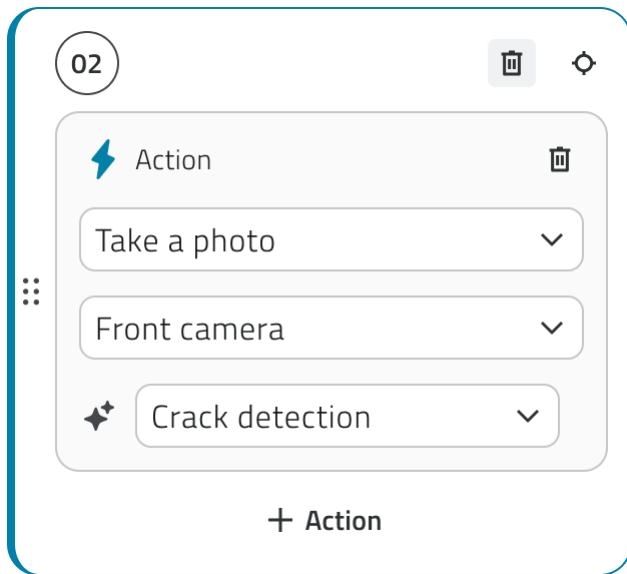 02
Action
Take a photo
Front camera
Crack detection
+ Action